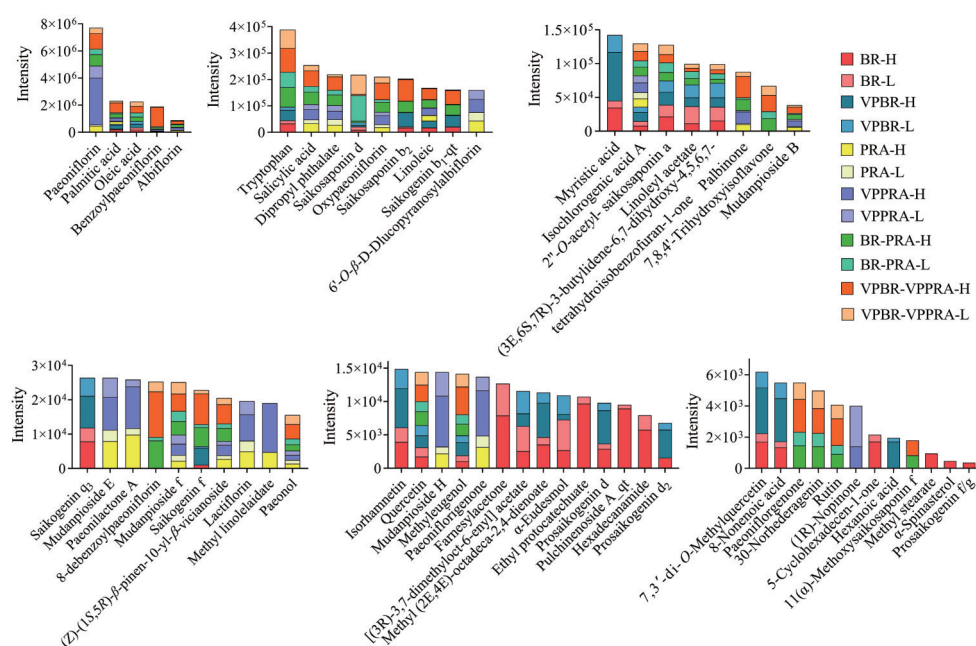 8×10⁶
6×10⁶
4×10⁶
2×10⁶
0
Intensity
Paeoniflorin
Palmitic acid
Oleic acid
Benzoylpaeoniflorin
Albiflorin
4×10⁵
3×10⁵
2×10⁵
1×10⁵
0
Intensity
Tryptophan
Salicylic acid
Dipropyl phthalate
Saikosaponin d
Oxypaeoniflorin
Saikosaponin b₂
Linoleic
Saikogenin b₁-qt
6'-O-β-D-Dlucopyranosylalbiflorin
1.5×10⁵
1×10⁵
5×10⁴
0
Intensity
Myristic acid
Isochlorogenic acid A
2"-O-acetyl- saikosaponin a
Linoleyl acetate
(3E,6S,7R)-3-butylidene-6,7-dihydroxy-4,5,6,7-
tetrahydroisobenzofuran-1-one
Palbinone
7,8,4'-Trihydroxyisoflavone
Mudanpioside B
BR-H
BR-L
VPBR-H
VPBR-L
PRA-H
PRA-L
VPPRA-H
VPPRA-L
BR-PRA-H
BR-PRA-L
VPBR-VPPRA-H
VPBR-VPPRA-L
3×10⁴
2×10⁴
1×10⁴
0
Intensity
Saikogenin q₃
Mudanpioside E
Paeonilactone A
8-debenzoylpaeoniflorin
Mudanpioside f
Saikogenin f
(Z)-(1S,5R)-β-pinen-10-yl-β-vicianoside
Lactiflorin
Methyl linolelaidate
Paeonol
1.5×10⁴
1×10⁴
5×10³
0
Intensity
Isorhamnetin
Quercetin
Mudanpioside H
Methyleugenol
Paeoniflorigenone
Farnesylacetone
[(3R)-3,7-dimethyloct-6-enyl] acetate
Methyl (2E,4E)-octadeca-2,4-dienoate
α-Eudesmol
Ethyl protocatechuate
Prosaikogenin d
Pulchinenoside A_qt
Hexadecanamide
Prosaikogenin d₂
6×10³
4×10³
2×10³
0
Intensity
7,3′-di-O-Methylquercetin
8-Nonenoic acid
Paeoniflorgenone
30-Norhederagenin
Rutin
(1R)-Nopinone
5-Cyclohexadecen-1-one
Hexanoic acid
11(α)-Methoxysaikosaponin f
Methyl stearate
α-Spinasterol
Prosaikogenin f/g